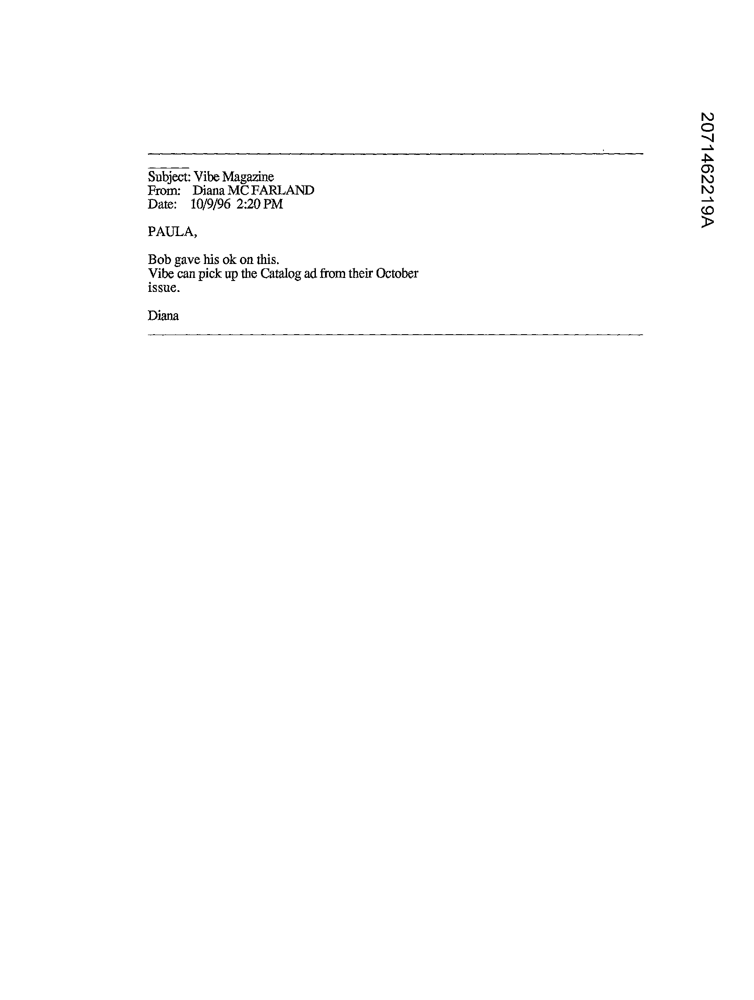 Subject: Vibe Magazine
From: Diana MC FARLAND
Date: 10/9/96 2:20 PM
PAULA,
Bob gave his ok on this.
Vibe can pick up the Catalog ad from their October
issue.
Diana
2071462219A